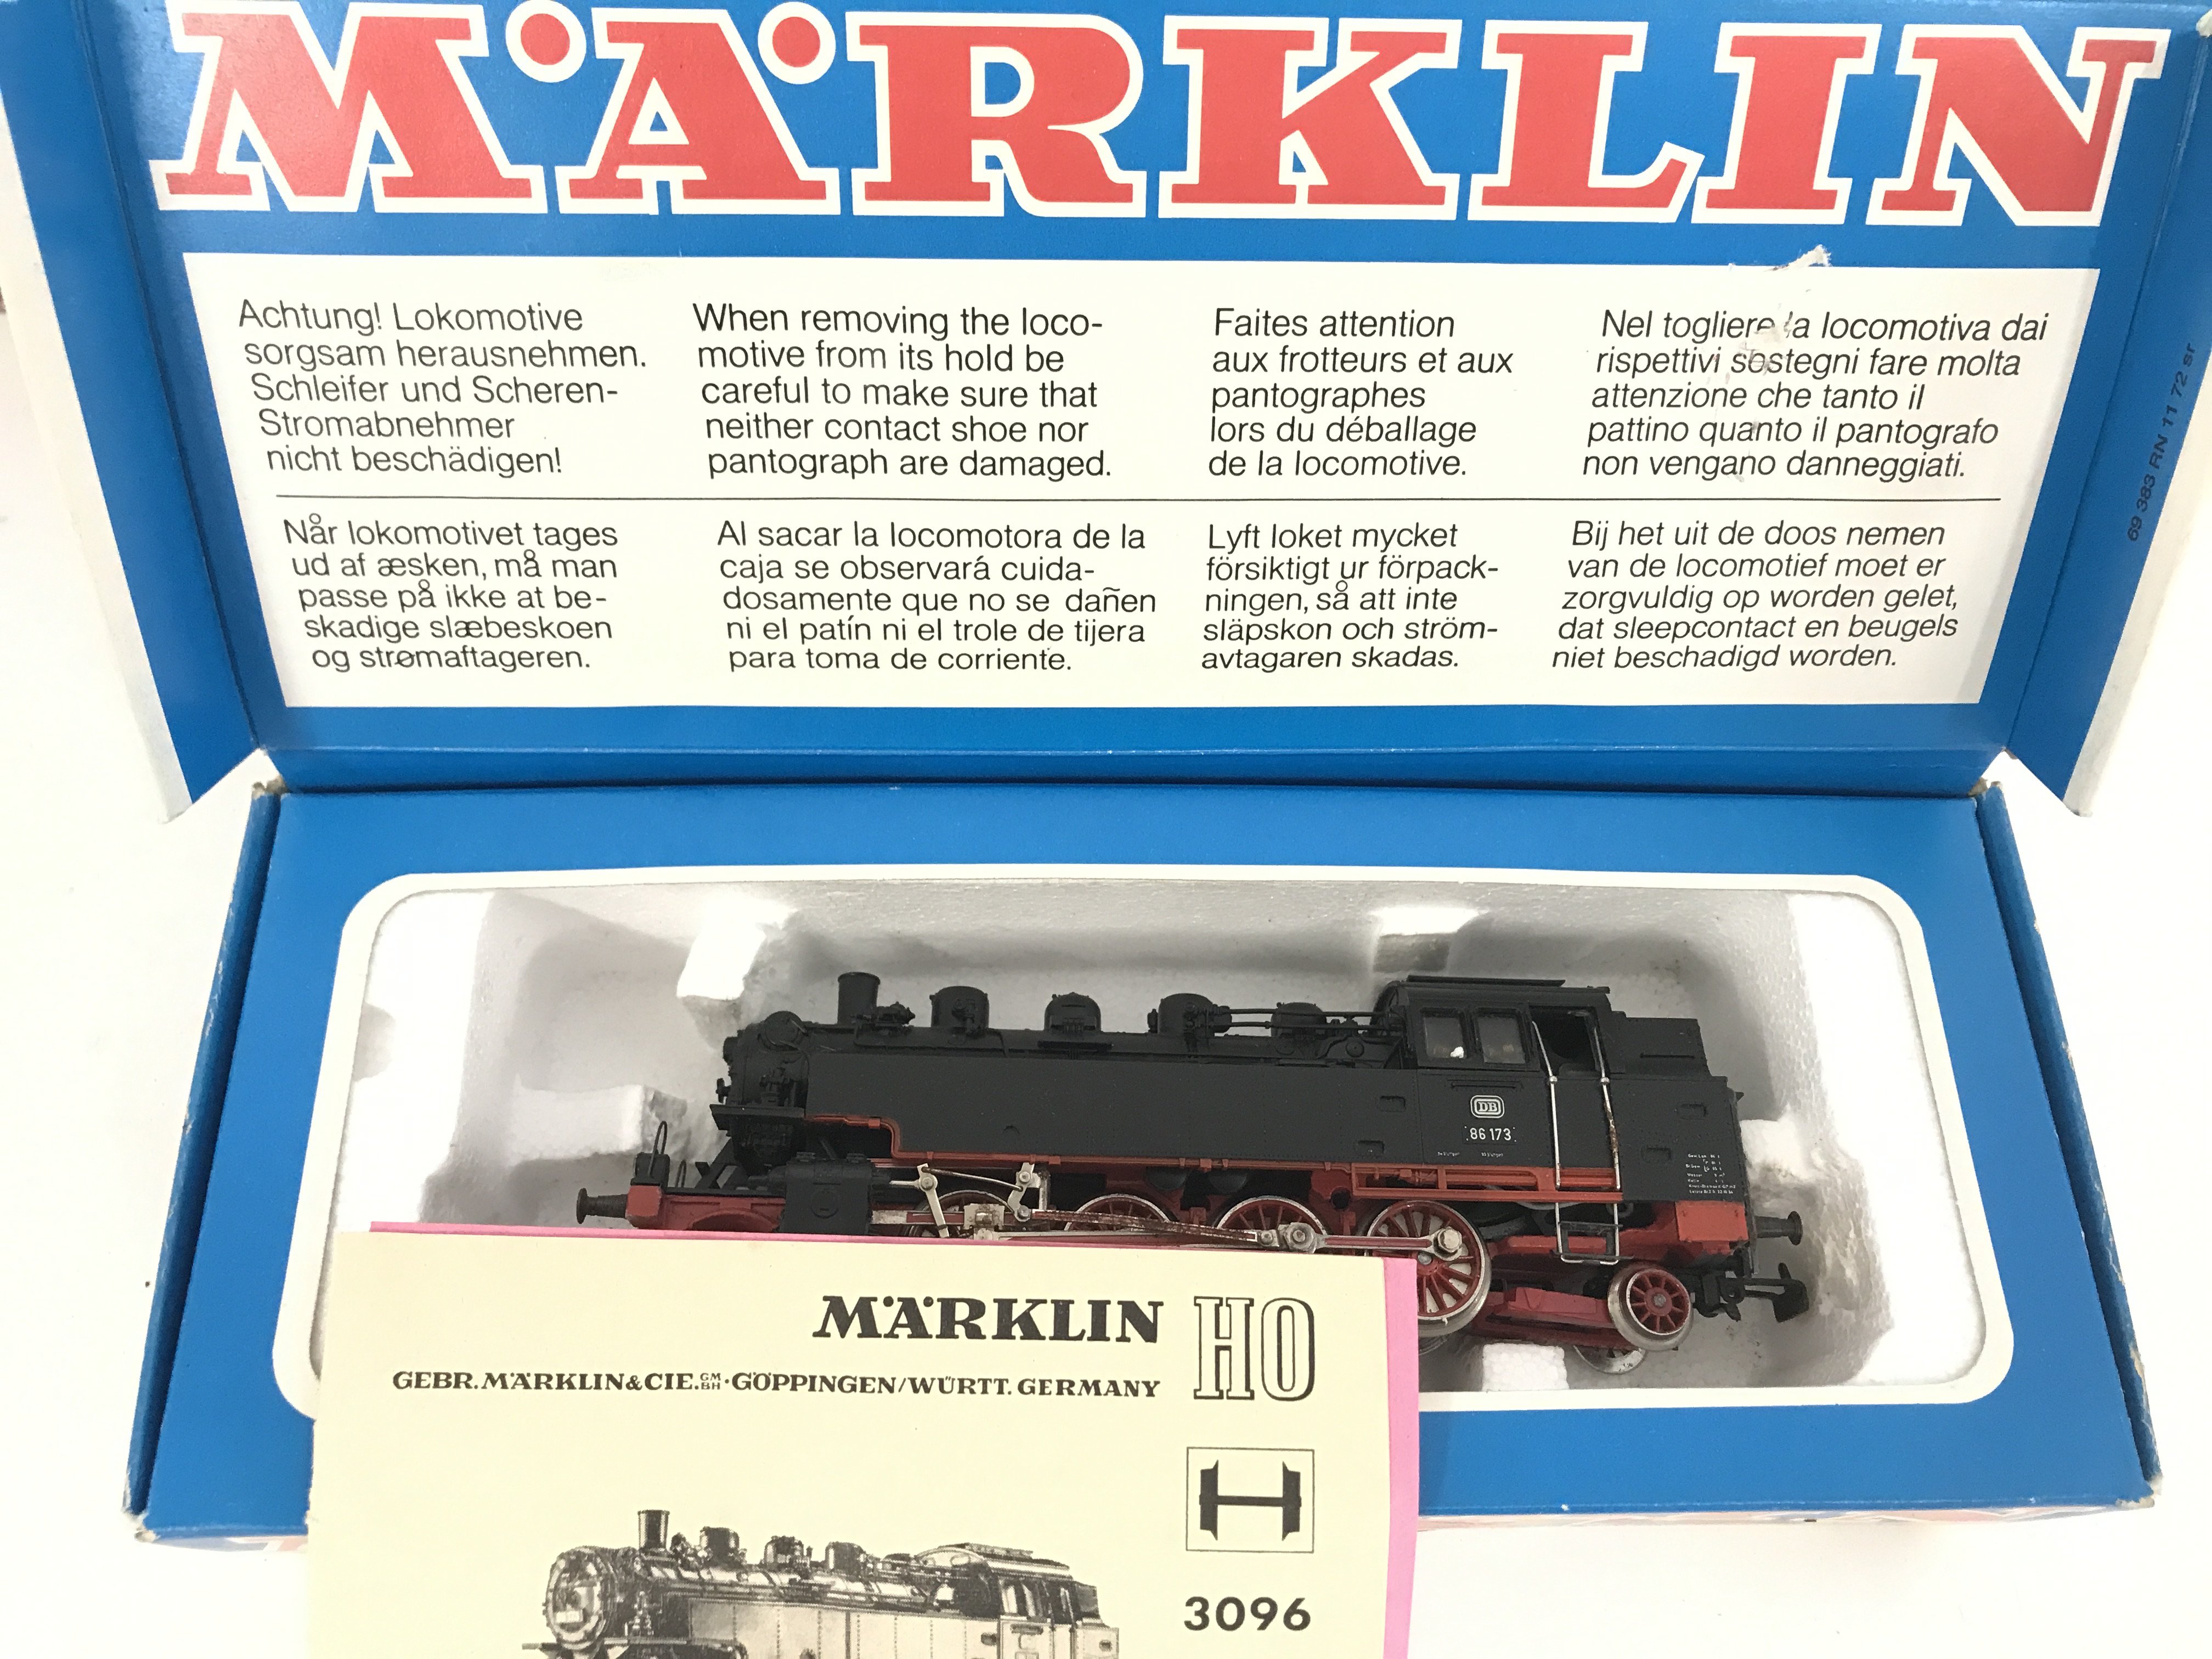 MÄRKLIN
Achtung! Lokomotive
sorgsam herausnehmen.
Schleifer und Scheren-
Stromabnehmer
nicht beschädigen!
When removing the loco-
motive from its hold be
careful to make sure that
neither contact shoe nor
pantograph are damaged.
Faites attention
aux frotteurs et aux
pantographes
lors du déballage
de la locomotive.
Nel togliere la locomotiva dai
rispettivi sostegni fare molta
attenzione che tanto il
pattino quanto il pantografo
non vengano danneggiati.
Når lokomotivet tages
ud af æsken, må man
passe på ikke at be-
skadige slæbeskoen
og strømaftageren.
Al sacar la locomotora de la
caja se observará cuida-
dosamente que no se dañen
ni el patín ni el trole de tijera
para toma de corriente.
Lyft loket mycket
försiktigt ur förpack-
ningen, så att inte
släpskon och ström-
avtagaren skadas.
Bij het uit de doos nemen
van de locomotief moet er
zorgvuldig op worden gelet,
dat sleepcontact en beugels
niet beschadigd worden.
69 383 RN 11 72 sr
DB
86 173
MÄRKLIN HO
GEBR. MÄRKLIN & CIE. GMBH · GÖPPINGEN/WÜRTT. GERMANY
3096